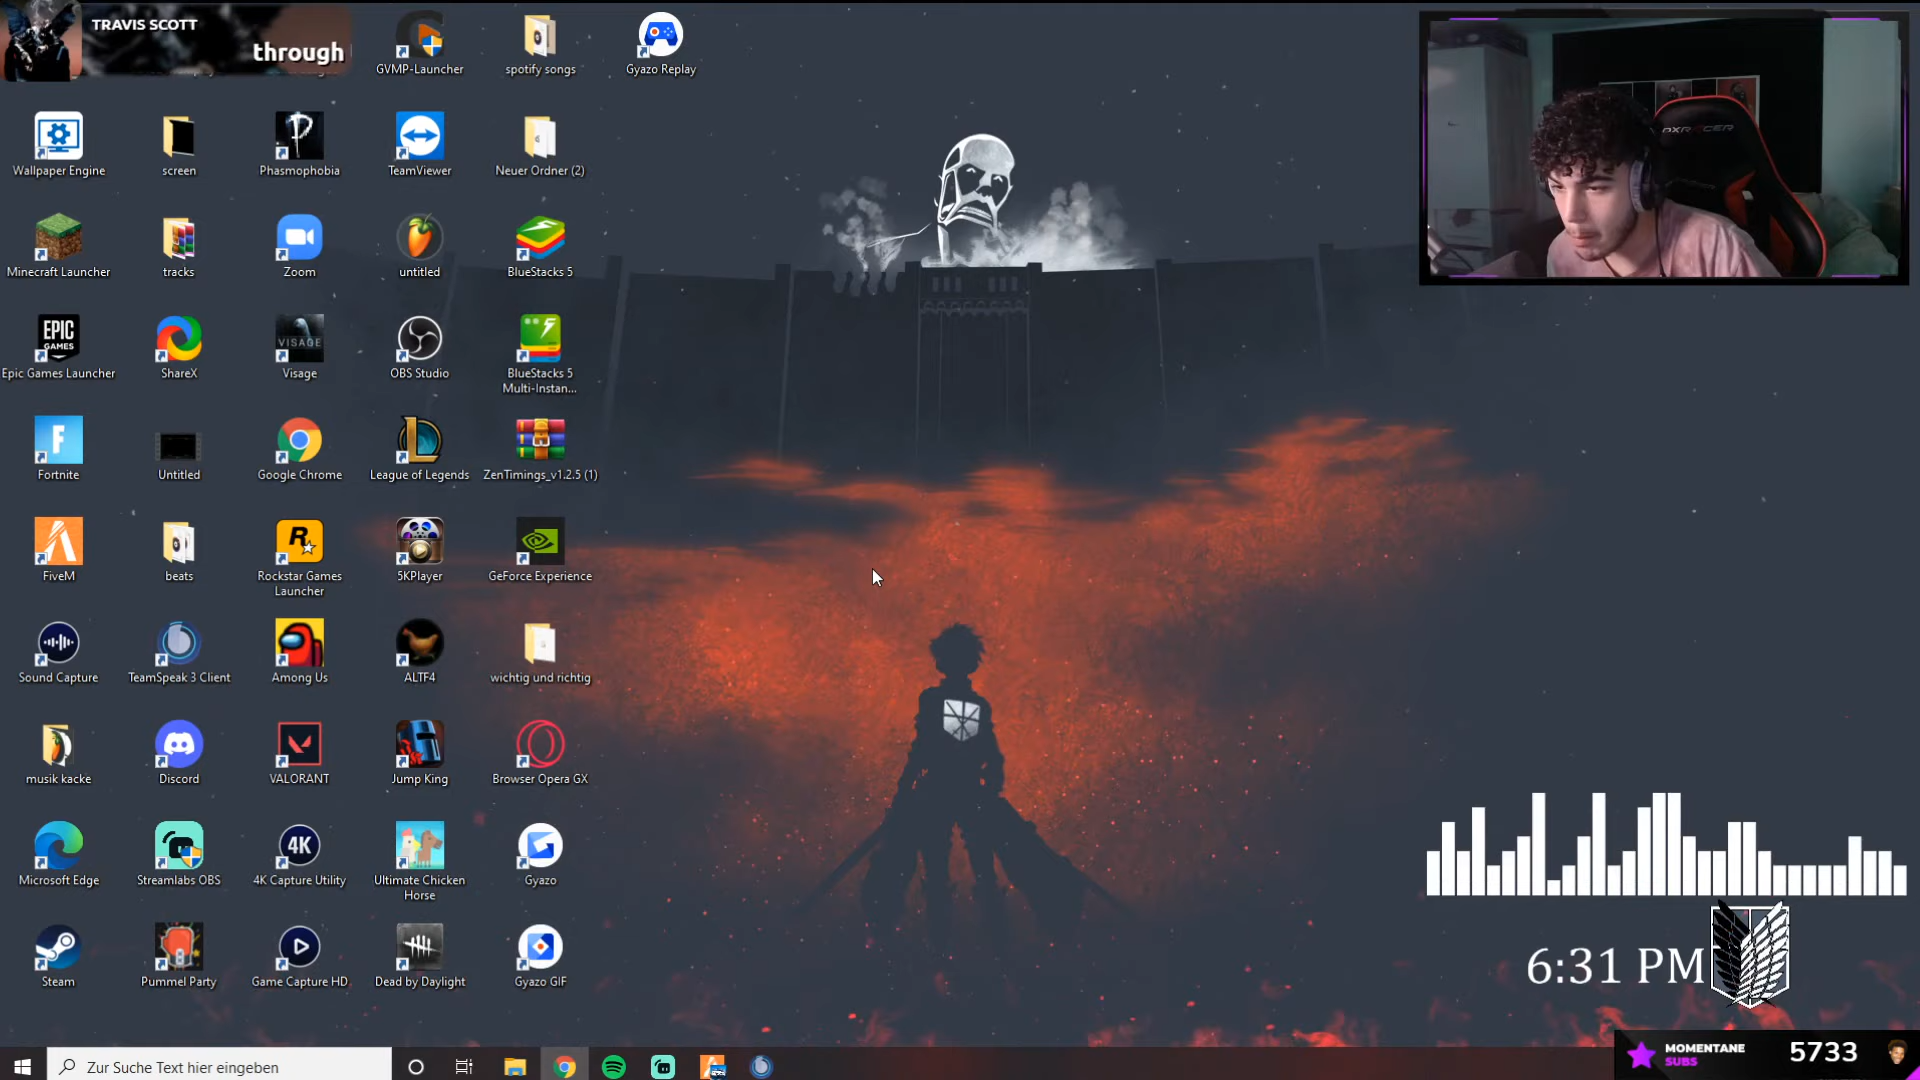 TRAVIS SCOTT
through
GVMP-Launcher
spotify songs
Gyazo Replay
Wallpaper Engine
screen
Phasmophobia
TeamViewer
Neuer Ordner (2)
Minecraft Launcher
tracks
Zoom
untitled
BlueStacks 5
EPIC
GAMES
VISAGE
Epic Games Launcher
ShareX
Visage
OBS Studio
BlueStacks 5
Multi-Instan...
Fortnite
Untitled
Google Chrome
League of Legends
ZenTimings_v1.2.5 (1)
FiveM
beats
Rockstar Games
Launcher
5KPlayer
GeForce Experience
Sound Capture
TeamSpeak 3 Client
Among Us
ALTF4
wichtig und richtig
musik kacke
Discord
VALORANT
Jump King
Browser Opera GX
4K
Microsoft Edge
Streamlabs OBS
4K Capture Utility
Ultimate Chicken
Horse
Gyazo
Steam
Pummel Party
Game Capture HD
Dead by Daylight
Gyazo GIF
DXRACER
6:31 PM
Zur Suche Text hier eingeben
MOMENTANE
SUBS
5733